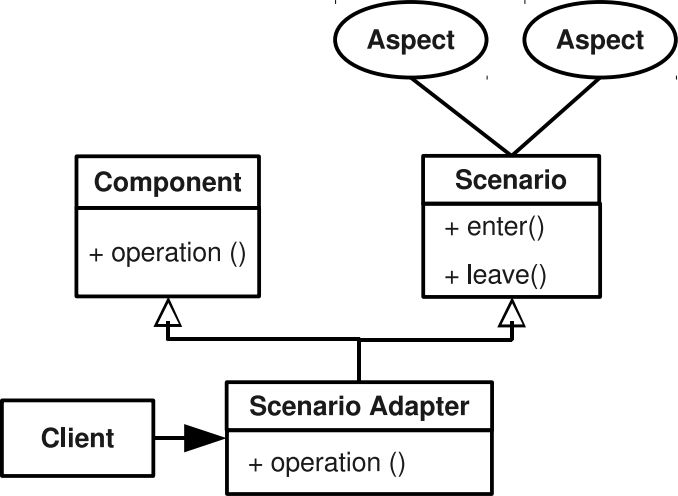 Aspect
Aspect
Component
+ operation ()
Scenario
+ enter()
+ leave()
Scenario Adapter
+ operation ()
Client